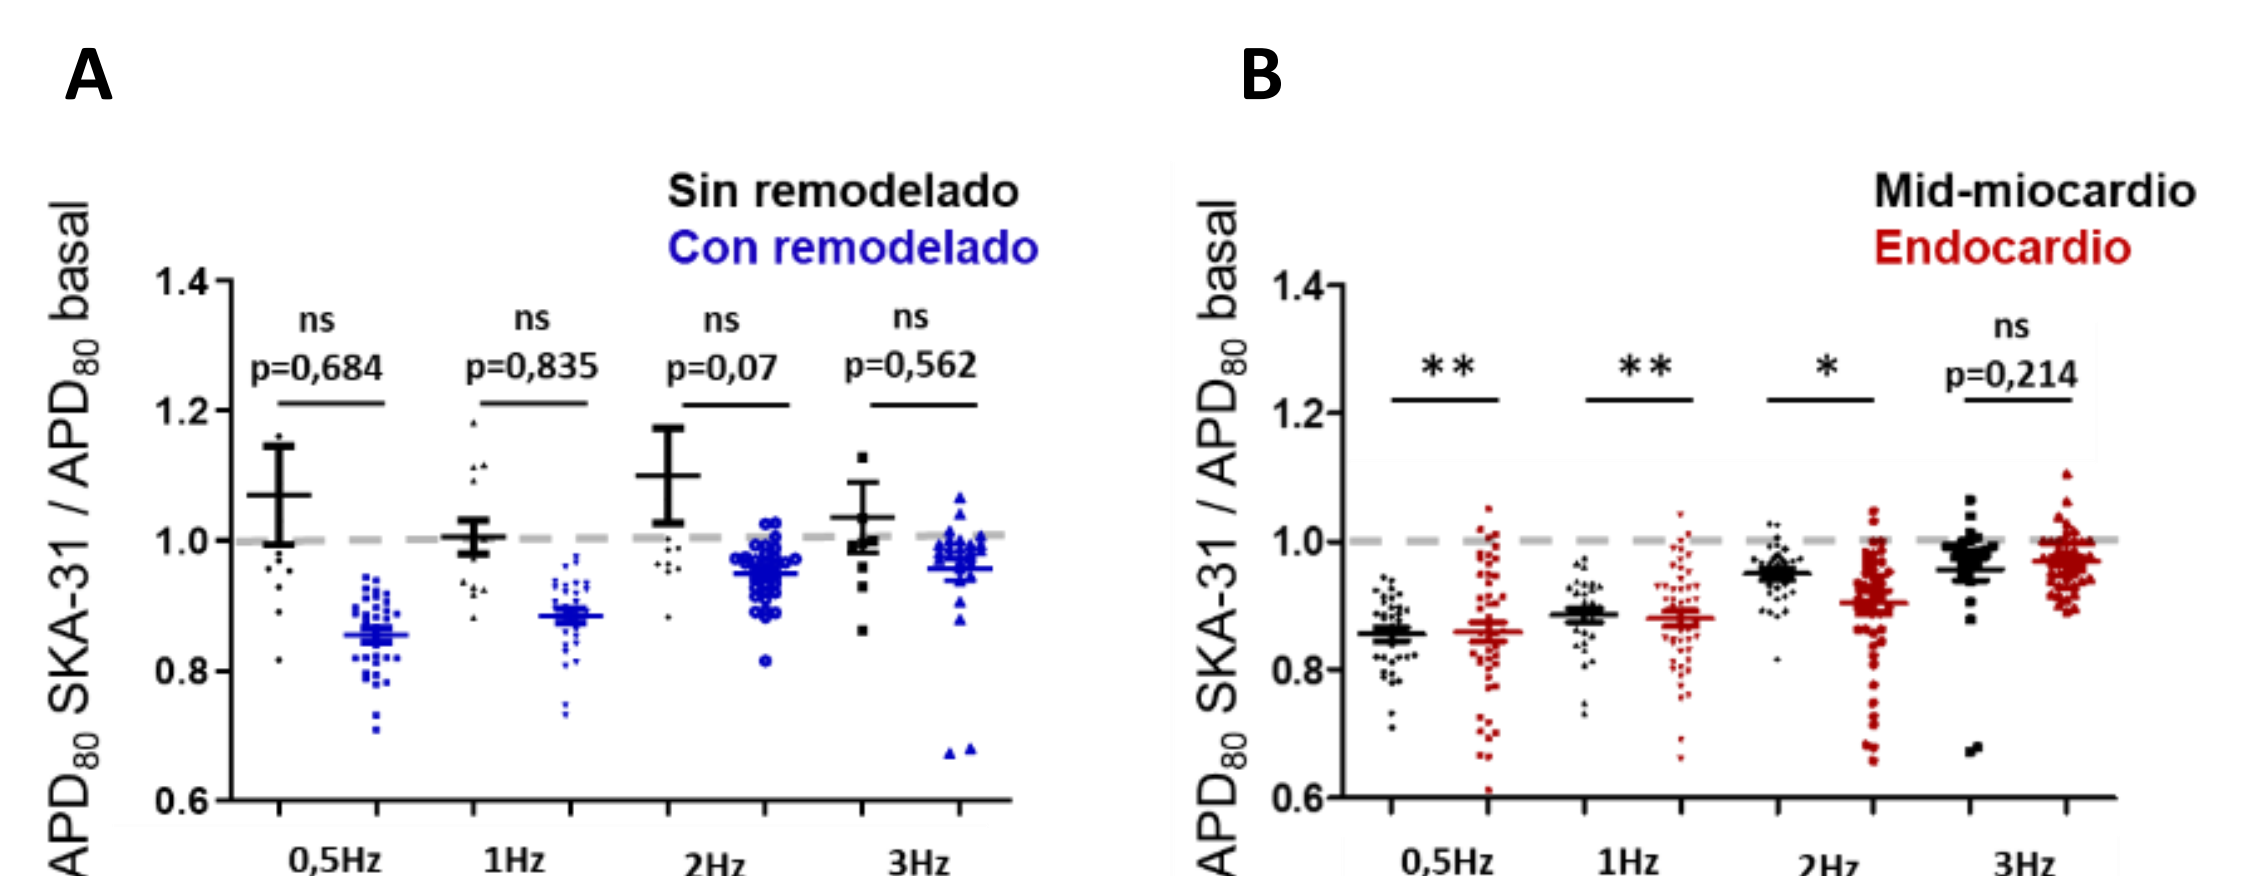 A
B
Sin remodelado
Con remodelado
APD80 SKA-31 / APD80 basal
1.4
1.2
1.0
0.8
0.6
ns
p=0,684
ns
p=0,835
ns
p=0,07
ns
p=0,562
0,5Hz
1Hz
2Hz
3Hz
Mid-miocardio
Endocardio
APD80 SKA-31 / APD80 basal
1.4
1.2
1.0
0.8
0.6
**
**
*
ns
p=0,214
0,5Hz
1Hz
2Hz
3Hz